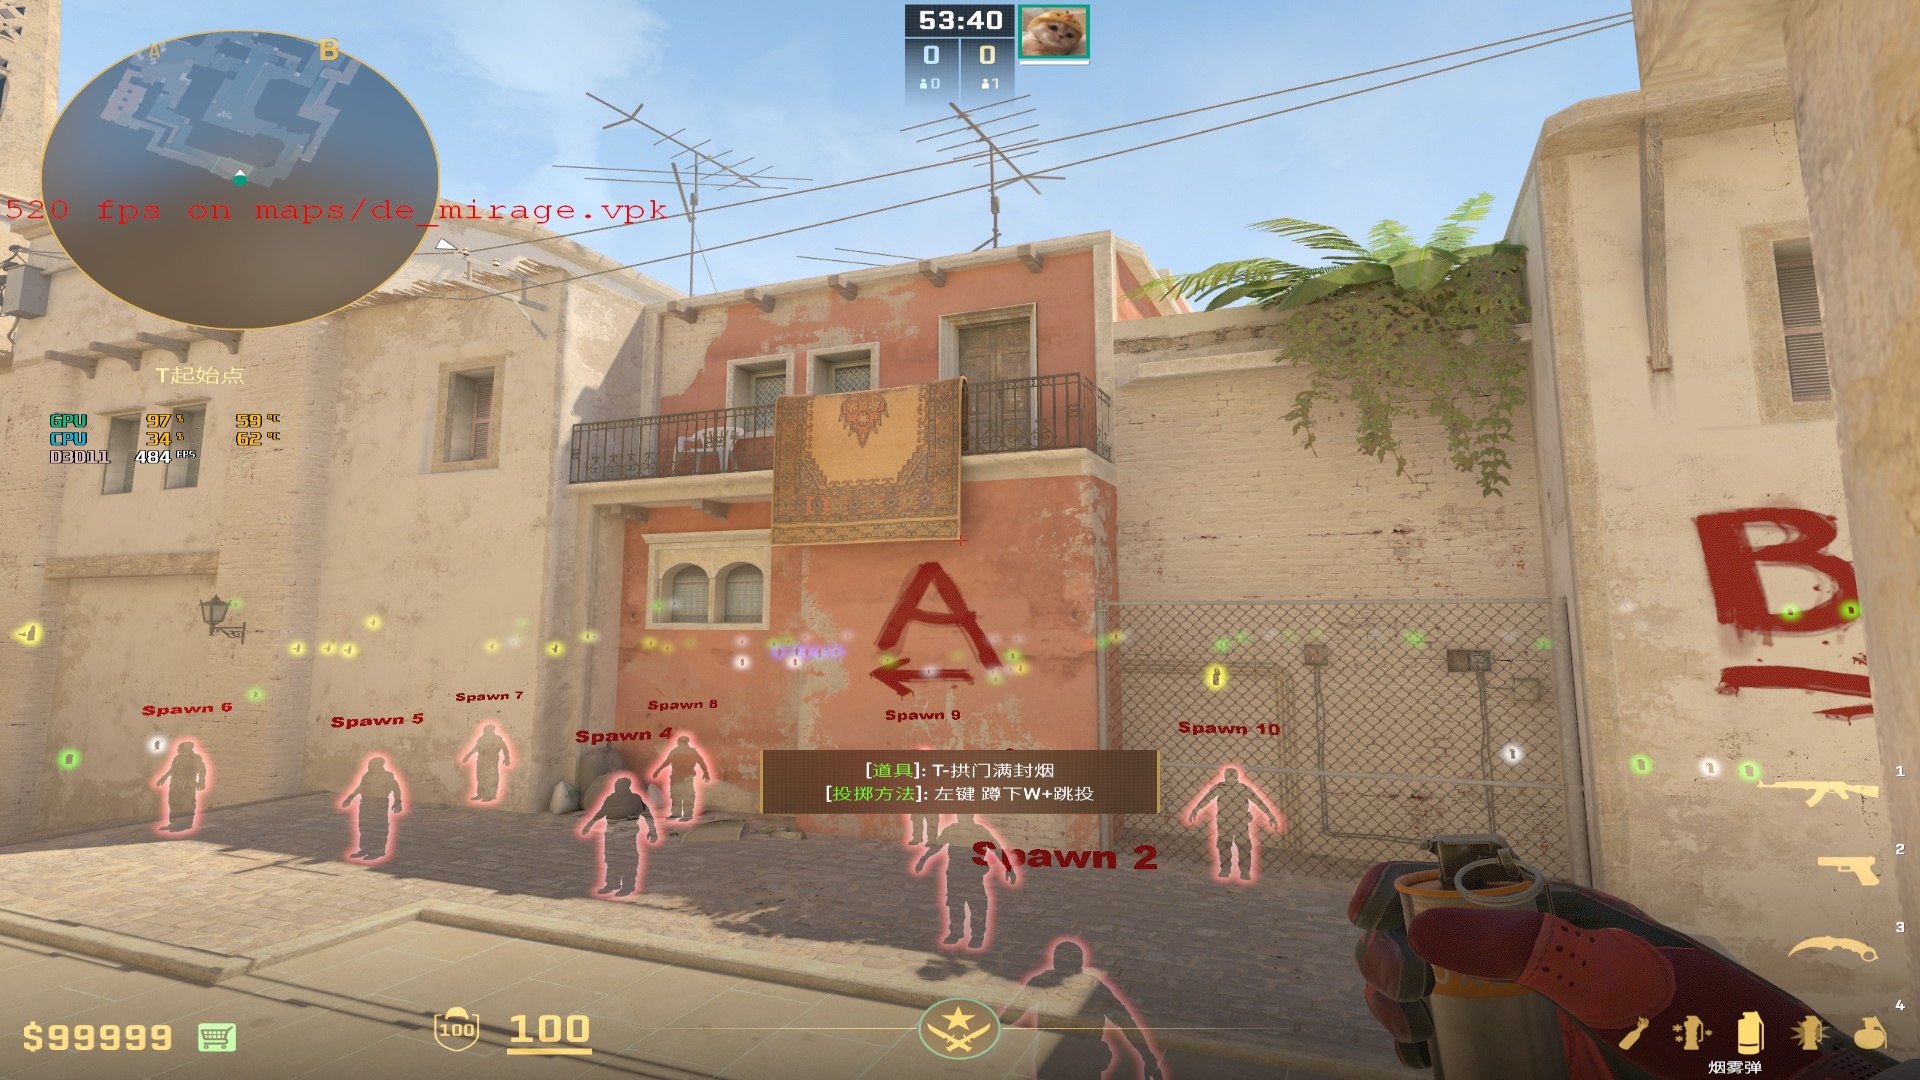 53:40
0 0
0 1
A B
520 fps on maps/de_mirage.vpk
T起始点
GPU 97 % 59 °C
CPU 34 % 62 °C
D3D11 484 FPS
A
B
Spawn 6
Spawn 5
Spawn 7
Spawn 4
Spawn 8
Spawn 9
Spawn 10
[道具]: T-拱门满封烟
[投掷方法]: 左键 蹲下W+跳投
Spawn 2
1
2
3
4
$99999
100
100
烟雾弹